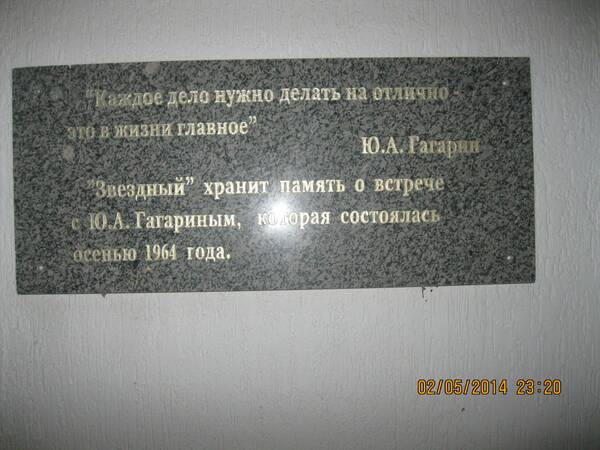 "Каждое дело нужно делать на отлично -
это в жизни главное"
Ю.А. Гагарин
"Звездный" хранит память о встрече
с Ю.А. Гагариным, которая состоялась
осенью 1964 года.
02/05/2014 23:20